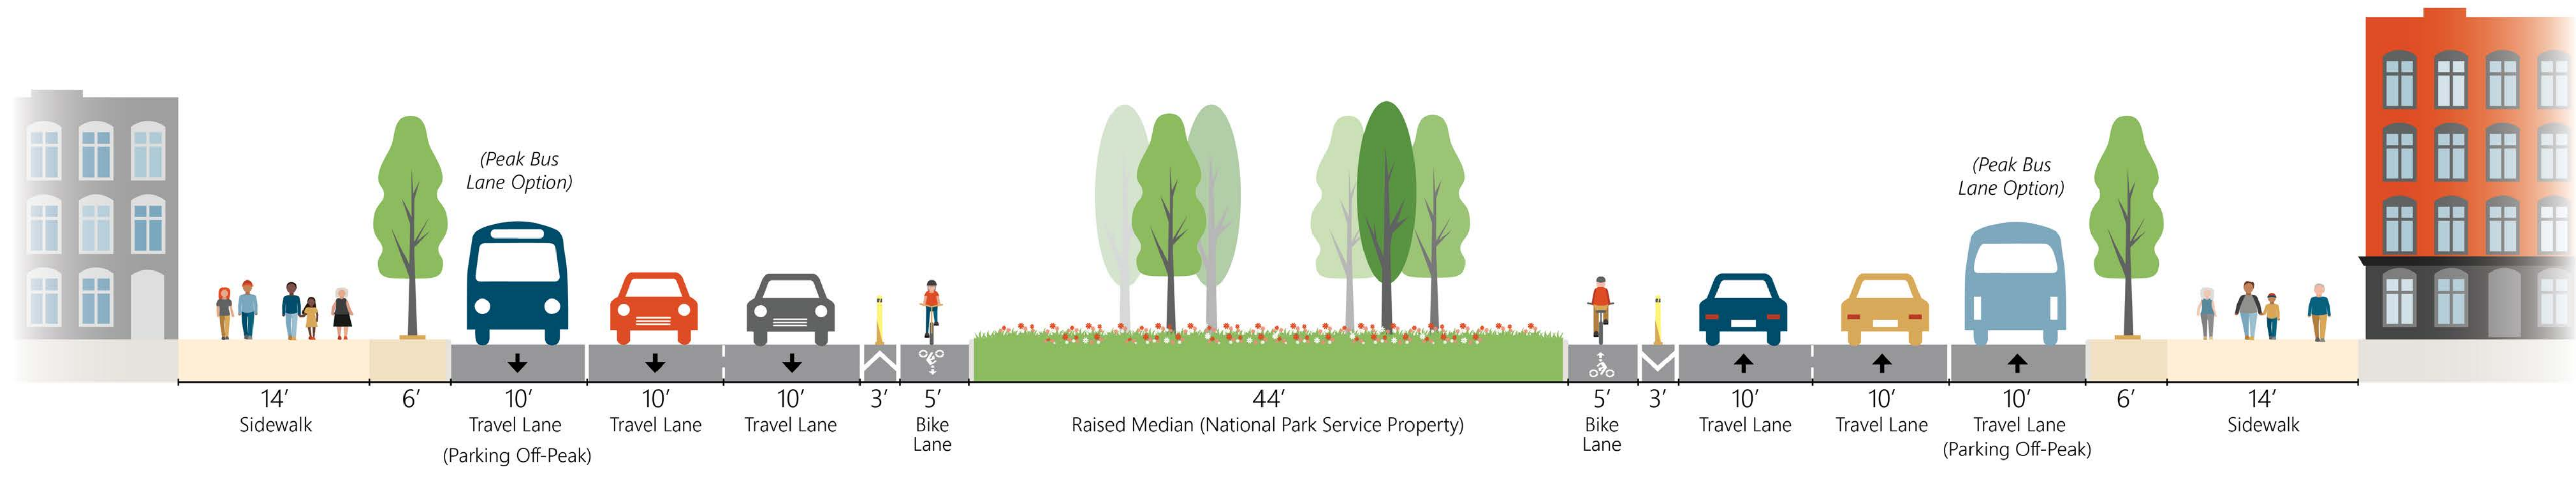 (Peak Bus
Lane Option)
(Peak Bus
Lane Option)
14' 6' 10' 10' 10' 3' 5' 44' 5' 3' 10' 10' 10' 6' 14'
Sidewalk Travel Lane Travel Lane Travel Lane Bike Raised Median (National Park Service Property) Bike Travel Lane Travel Lane Travel Lane Sidewalk
Lane Lane
(Parking Off-Peak) (Parking Off-Peak)